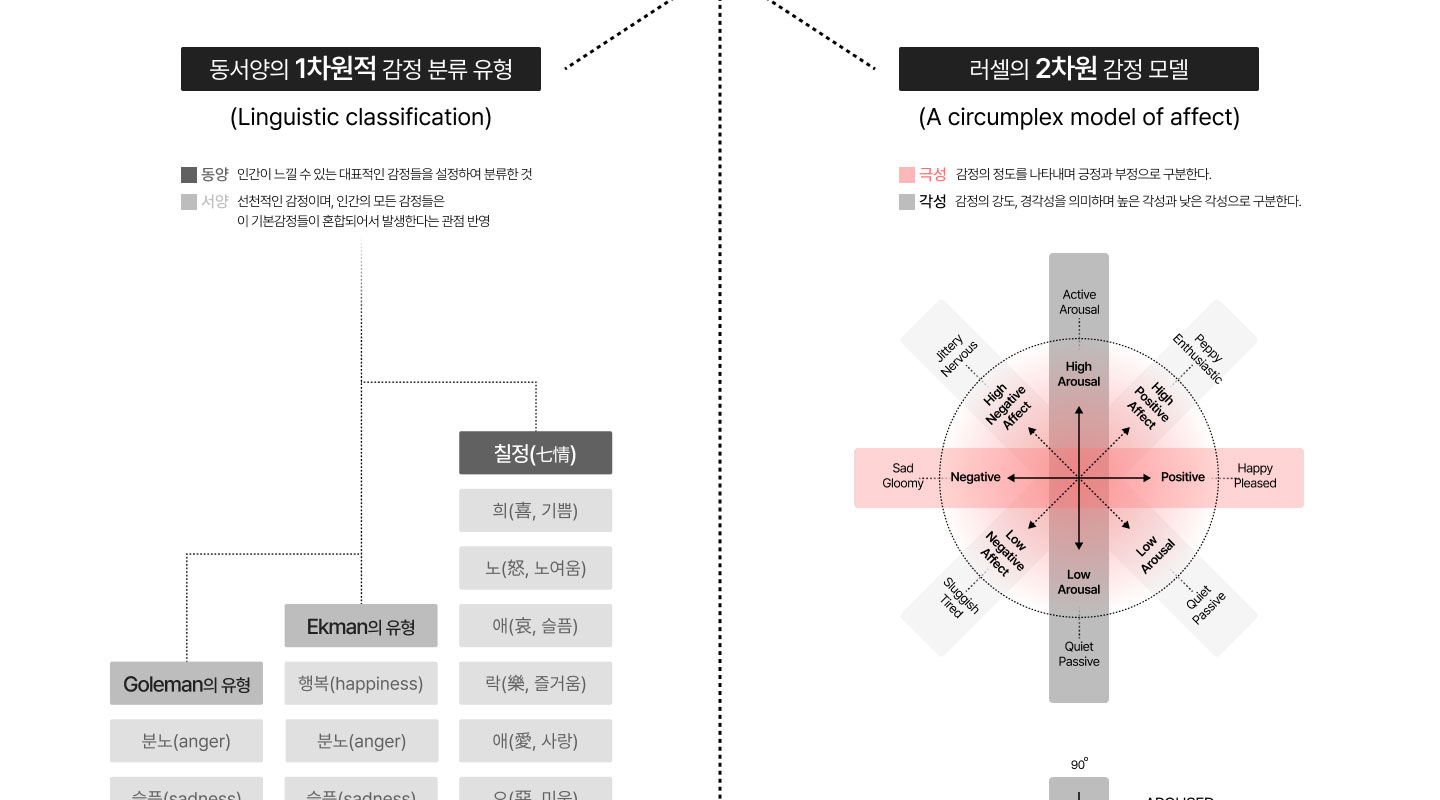 동서양의 1차원적 감정 분류 유형
(Linguistic classification)
동양 인간이 느낄 수 있는 대표적인 감정들을 설정하여 분류한 것
서양 선천적인 감정이며, 인간의 모든 감정들은
이 기본감정들이 혼합되어서 발생한다는 관점 반영
칠정(七情)
희(喜, 기쁨)
노(怒, 노여움)
애(哀, 슬픔)
락(樂, 즐거움)
애(愛, 사랑)
오(惡, 미움)
Ekman의 유형
행복(happiness)
분노(anger)
슬픔(sadness)
Goleman의 유형
분노(anger)
슬픔(sadness)
러셀의 2차원 감정 모델
(A circumplex model of affect)
극성 감정의 정도를 나타내며 긍정과 부정으로 구분한다.
각성 감정의 강도, 경각성을 의미하며 높은 각성과 낮은 각성으로 구분한다.
Active
Arousal
High
Arousal
Jittery
Nervous
High
Negative
Affect
Peppy
Enthusiastic
High
Positive
Affect
Sad
Gloomy
Negative
Positive
Happy
Pleased
Low
Negative
Affect
Sluggish
Tired
Low
Arousal
Quiet
Passive
Low
Arousal
Quiet
Passive
90°
AROUSED